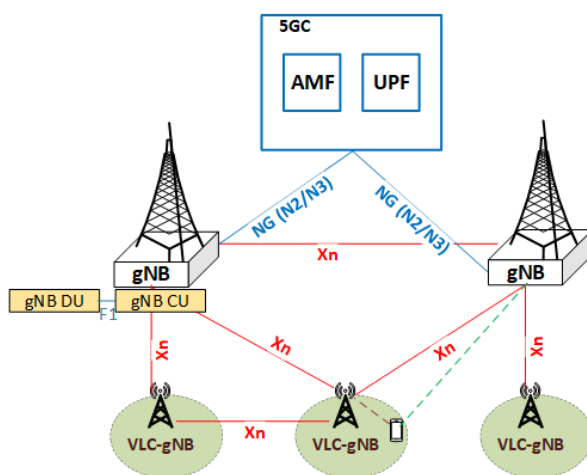 5GC
AMF
UPF
NG (N2/N3)
NG (N2/N3)
Xn
gNB
gNB
gNB DU
gNB CU
F1
Xn
Xn
Xn
Xn
Xn
VLC-gNB
VLC-gNB
VLC-gNB